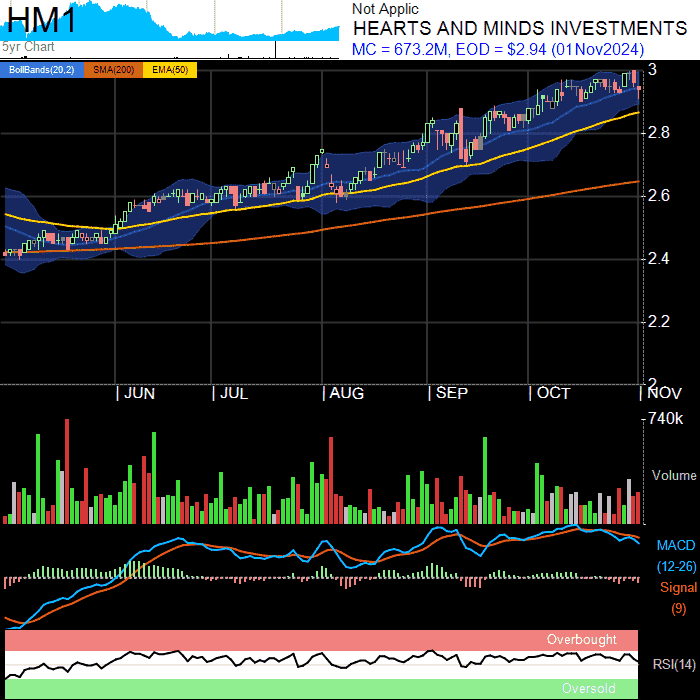 HM1
5yr Chart
Not Applic
HEARTS AND MINDS INVESTMENTS
MC = 673.2M, EOD = $2.94 (01Nov2024)
BollBands(20,2) SMA(200) EMA(50)
3
2.8
2.6
2.4
2.2
2
JUN JUL AUG SEP OCT NOV
740k
Volume
MACD
(12-26)
Signal
(9)
Overbought
RSI(14)
Oversold